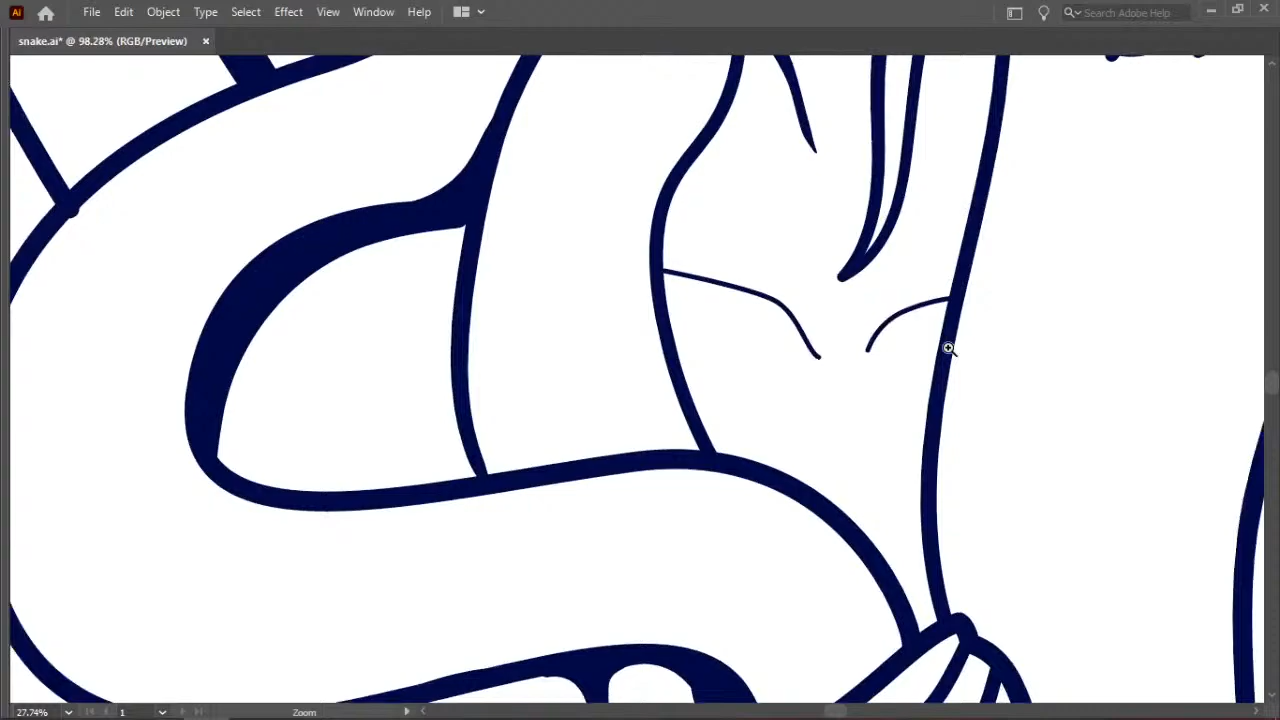 Ai File Edit Object Type Select Effect View Window Help Search Adobe Help
snake.ai* @ 98.28% (RGB/Preview) ×
27.74% 1 Zoom